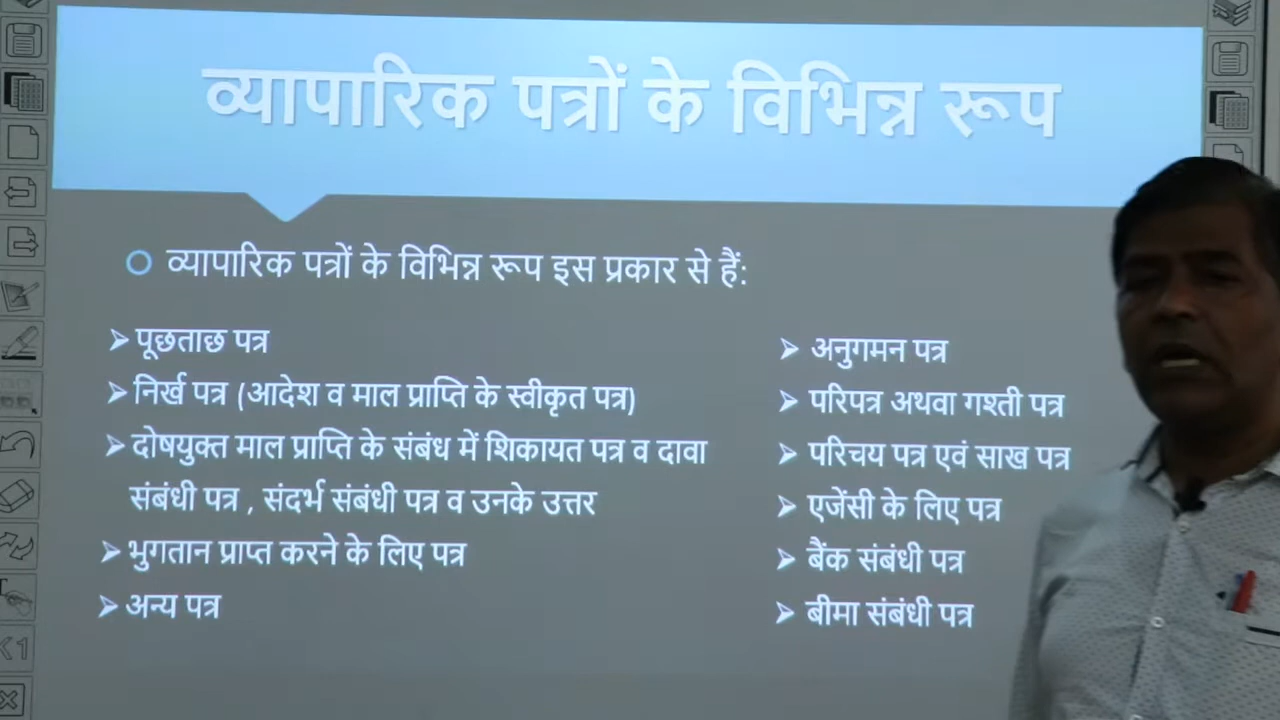 व्यापारिक पत्रों के विभिन्न रूप
व्यापारिक पत्रों के विभिन्न रूप इस प्रकार से हैं:
पूछताछ पत्र
निर्ख पत्र (आदेश व माल प्राप्ति के स्वीकृत पत्र)
दोषयुक्त माल प्राप्ति के संबंध में शिकायत पत्र व दावा
संबंधी पत्र , संदर्भ संबंधी पत्र व उनके उत्तर
भुगतान प्राप्त करने के लिए पत्र
अन्य पत्र
अनुगमन पत्र
परिपत्र अथवा गश्ती पत्र
परिचय पत्र एवं साख पत्र
एजेंसी के लिए पत्र
बैंक संबंधी पत्र
बीमा संबंधी पत्र